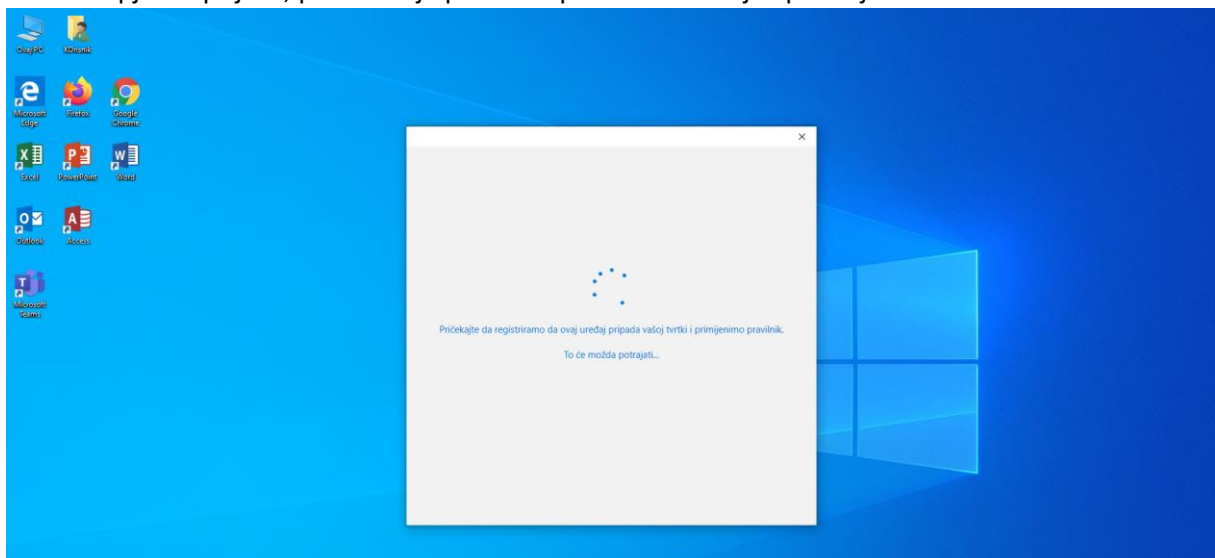 Ovaj PC
KOrisnik
Microsoft Edge
Firefox
Google Chrome
Excel
PowerPoint
Word
Outlook
Access
Microsoft Teams
Pričekajte da registriramo da ovaj uređaj pripada vašoj tvrtki i primijenimo pravilnik.
To će možda potrajati...